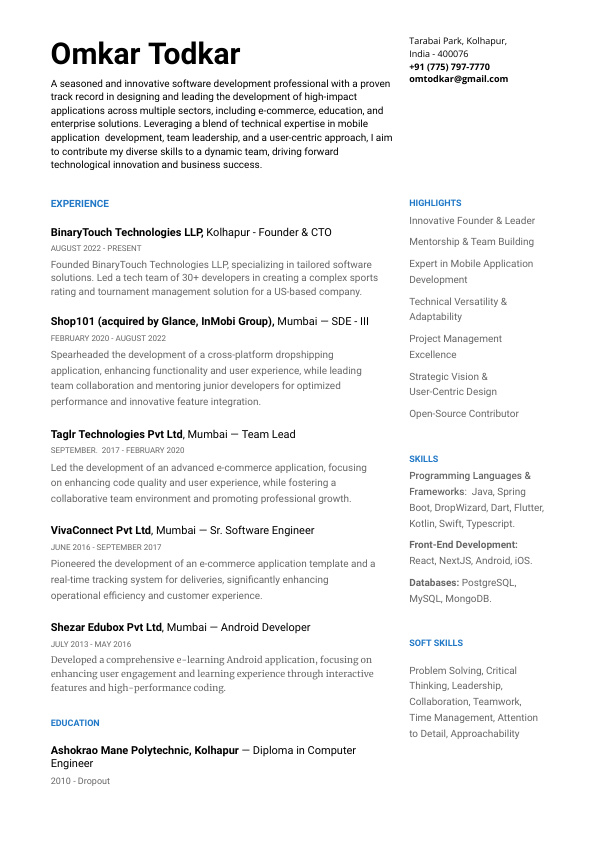 Omkar Todkar
A seasoned and innovative software development professional with a proven
track record in designing and leading the development of high-impact
applications across multiple sectors, including e-commerce, education, and
enterprise solutions. Leveraging a blend of technical expertise in mobile
application  development, team leadership, and a user-centric approach, I aim
to contribute my diverse skills to a dynamic team, driving forward
technological innovation and business success.
Tarabai Park, Kolhapur,
India - 400076
+91 (775) 797-7770
omtodkar@gmail.com
EXPERIENCE
BinaryTouch Technologies LLP, Kolhapur - Founder & CTO
AUGUST 2022 - PRESENT
Founded BinaryTouch Technologies LLP, specializing in tailored software
solutions. Led a tech team of 30+ developers in creating a complex sports
rating and tournament management solution for a US-based company.
Shop101 (acquired by Glance, InMobi Group), Mumbai — SDE - III
FEBRUARY 2020 - AUGUST 2022
Spearheaded the development of a cross-platform dropshipping
application, enhancing functionality and user experience, while leading
team collaboration and mentoring junior developers for optimized
performance and innovative feature integration.
Taglr Technologies Pvt Ltd, Mumbai — Team Lead
SEPTEMBER.  2017 - FEBRUARY 2020
Led the development of an advanced e-commerce application, focusing
on enhancing code quality and user experience, while fostering a
collaborative team environment and promoting professional growth.
VivaConnect Pvt Ltd, Mumbai — Sr. Software Engineer
JUNE 2016 - SEPTEMBER 2017
Pioneered the development of an e-commerce application template and a
real-time tracking system for deliveries, significantly enhancing
operational efficiency and customer experience.
Shezar Edubox Pvt Ltd, Mumbai — Android Developer
JULY 2013 - MAY 2016
Developed a comprehensive e-learning Android application, focusing on
enhancing user engagement and learning experience through interactive
features and high-performance coding.
EDUCATION
Ashokrao Mane Polytechnic, Kolhapur — Diploma in Computer
Engineer
2010 - Dropout
HIGHLIGHTS
Innovative Founder & Leader
Mentorship & Team Building
Expert in Mobile Application
Development
Technical Versatility &
Adaptability
Project Management
Excellence
Strategic Vision &
User-Centric Design
Open-Source Contributor
SKILLS
Programming Languages &
Frameworks:  Java, Spring
Boot, DropWizard, Dart, Flutter,
Kotlin, Swift, Typescript.
Front-End Development:
React, NextJS, Android, iOS.
Databases: PostgreSQL,
MySQL, MongoDB.
SOFT SKILLS
Problem Solving, Critical
Thinking, Leadership,
Collaboration, Teamwork,
Time Management, Attention
to Detail, Approachability